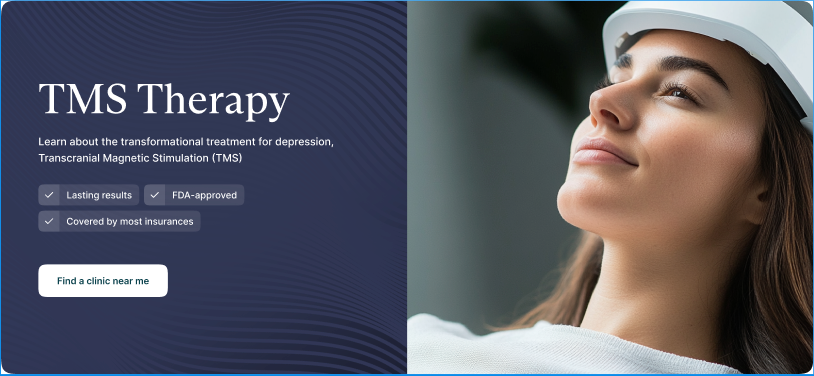 TMS Therapy
Learn about the transformational treatment for depression,
Transcranial Magnetic Stimulation (TMS)
Lasting results
FDA-approved
Covered by most insurances
Find a clinic near me